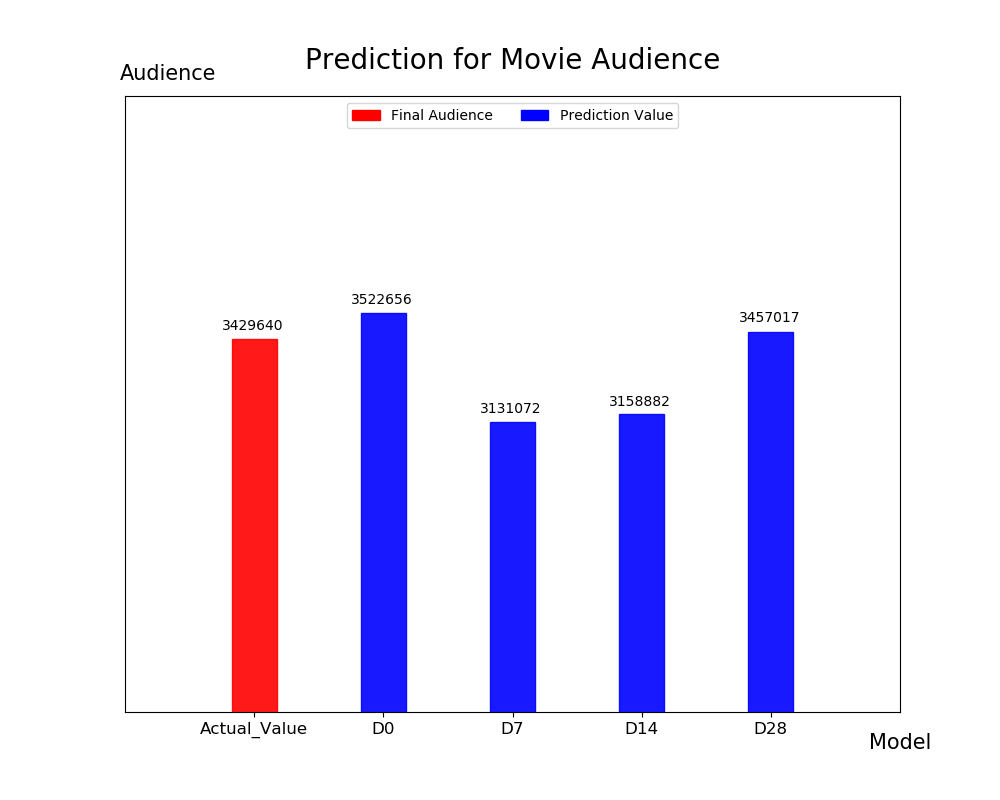 Prediction for Movie Audience
Audience
Final Audience
Prediction Value
3429640
3522656
3131072
3158882
3457017
Actual_Value
D0
D7
D14
D28
Model